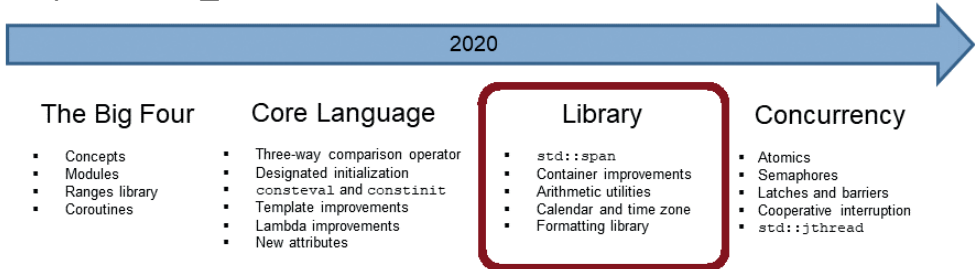 2020
The Big Four
Concepts
Modules
Ranges library
Coroutines
Core Language
Three-way comparison operator
Designated initialization
consteval and constinit
Template improvements
Lambda improvements
New attributes
Library
std::span
Container improvements
Arithmetic utilities
Calendar and time zone
Formatting library
Concurrency
Atomics
Semaphores
Latches and barriers
Cooperative interruption
std::jthread